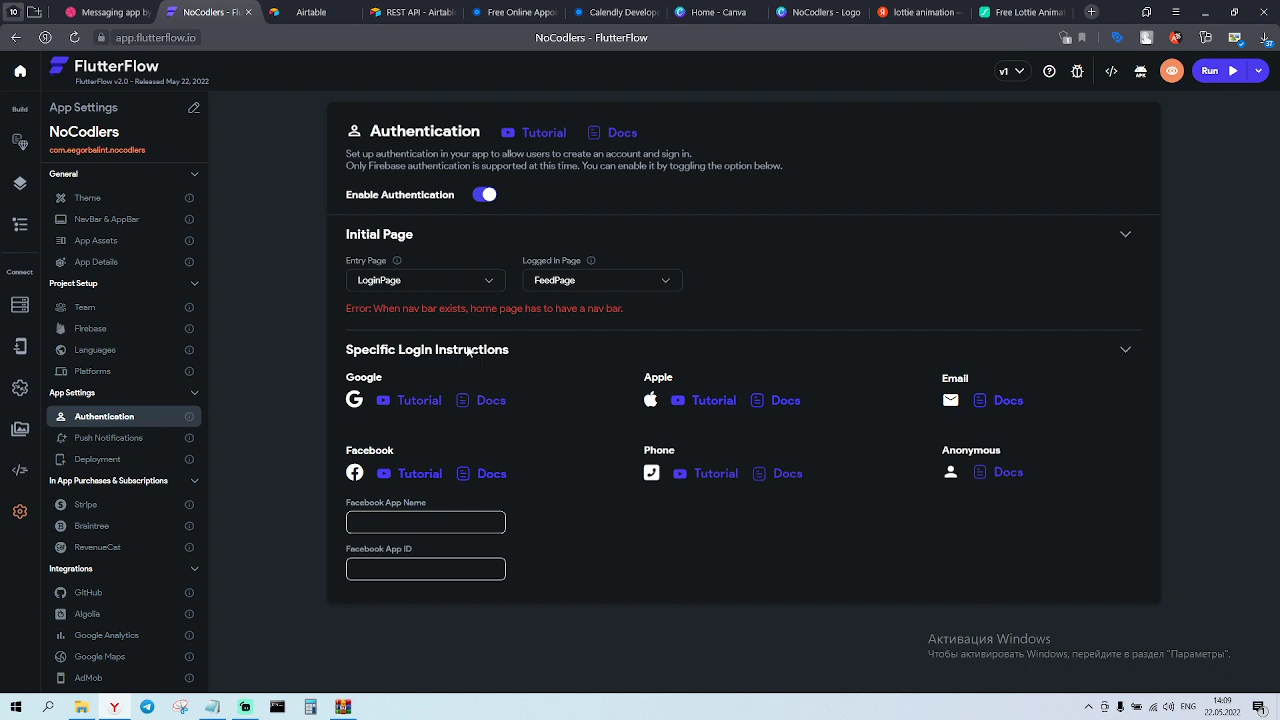 10
Messaging app by
NoCodlers - Flu
Airtable
REST API - Airtabl
Free Online Appo
Calendly Develop
Home - Canva
NoCodlers - Logo
lottie animation —
Free Lottie Animat
app.flutterflow.io
NoCodlers - FlutterFlow
FlutterFlow
FlutterFlow v2.0 - Released May 22, 2022
v1
Run
Build
Connect
App Settings
NoCodlers
com.eegorbalint.nocodlers
General
Theme
NavBar & AppBar
App Assets
App Details
Project Setup
Team
Firebase
Languages
Platforms
App Settings
Authentication
Push Notifications
Deployment
In App Purchases & Subscriptions
Stripe
Braintree
RevenueCat
Integrations
GitHub
Algolia
Google Analytics
Google Maps
AdMob
Authentication
Tutorial
Docs
Set up authentication in your app to allow users to create an account and sign in.
Only Firebase authentication is supported at this time. You can enable it by toggling the option below.
Enable Authentication
Initial Page
Entry Page
Logged In Page
LoginPage
FeedPage
Error: When nav bar exists, home page has to have a nav bar.
Specific Login Instructions
Google
Tutorial
Docs
Apple
Tutorial
Docs
Email
Docs
Facebook
Tutorial
Docs
Phone
Tutorial
Docs
Anonymous
Docs
Facebook App Name
Facebook App ID
Активация Windows
Чтобы активировать Windows, перейдите в раздел "Параметры".
ENG
14:09
22.05.2022